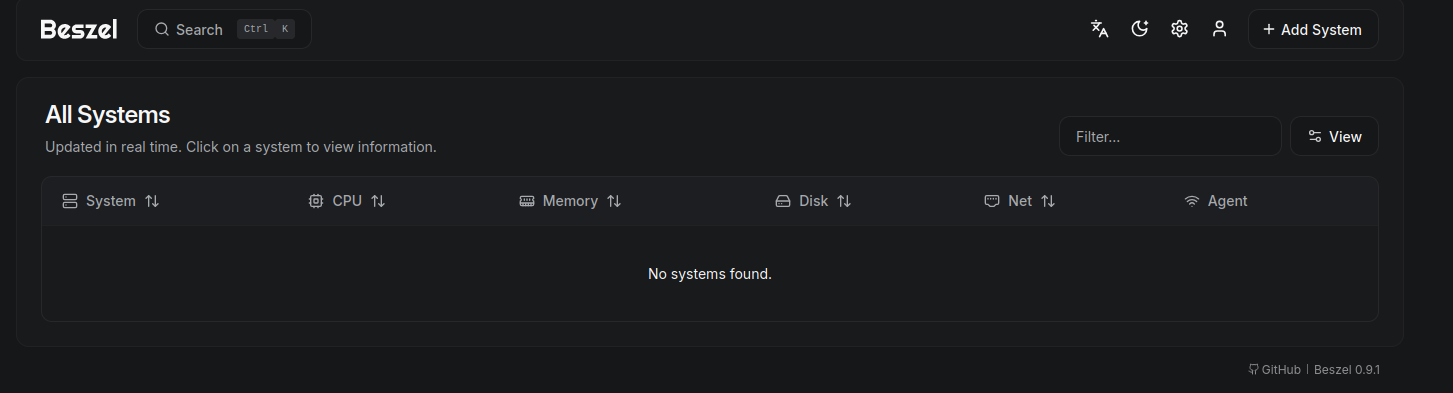 Beszel Search Ctrl K + Add System
All Systems
Updated in real time. Click on a system to view information.
Filter... View
System CPU Memory Disk Net Agent
No systems found.
GitHub | Beszel 0.9.1